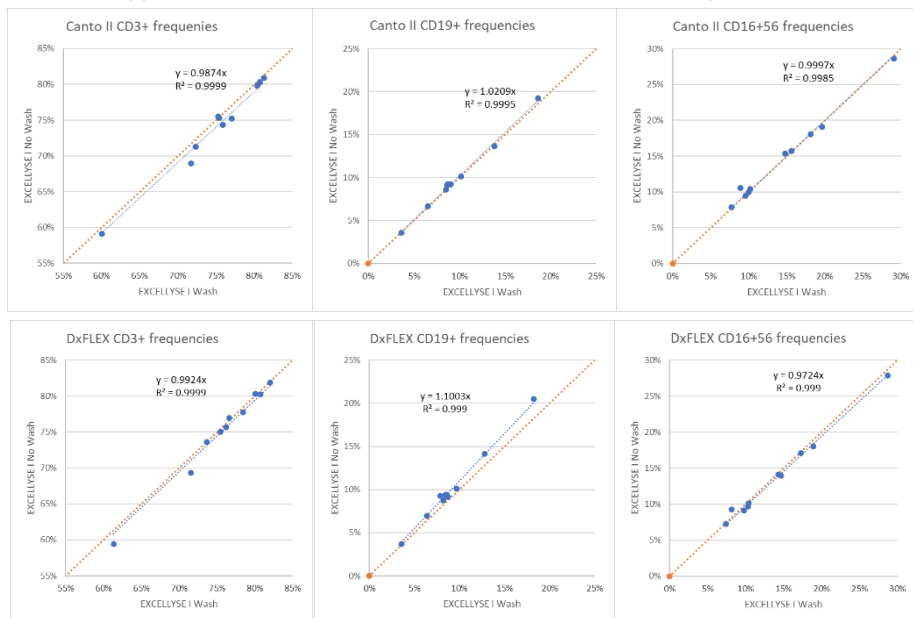 Canto II CD3+ frequenies
85%
80%
75%
70%
65%
60%
55%
55%
60%
65%
70%
75%
80%
85%
y = 0.9874x
R² = 0.9999
EXCELLYSE I No Wash
EXCELLYSE I Wash
Canto II CD19+ frequencies
25%
20%
15%
10%
5%
0%
0%
5%
10%
15%
20%
25%
y = 1.0209x
R² = 0.9995
EXCELLYSE I No Wash
EXCELLYSE I Wash
Canto II CD16+56 frequencies
30%
25%
20%
15%
10%
5%
0%
0%
5%
10%
15%
20%
25%
30%
y = 0.9997x
R² = 0.9985
EXCELLYSE I No Wash
EXCELLYSE I Wash
DxFLEX CD3+ frequencies
85%
80%
75%
70%
65%
60%
55%
55%
60%
65%
70%
75%
80%
85%
y = 0.9924x
R² = 0.9999
EXCELLYSE I No Wash
EXCELLYSE I Wash
DxFLEX CD19+ frequencies
25%
20%
15%
10%
5%
0%
0%
5%
10%
15%
20%
25%
y = 1.1003x
R² = 0.999
EXCELLYSE I No Wash
EXCELLYSE I Wash
DxFLEX CD16+56 frequencies
30%
25%
20%
15%
10%
5%
0%
0%
5%
10%
15%
20%
25%
30%
y = 0.9724x
R² = 0.999
EXCELLYSE I No Wash
EXCELLYSE I Wash